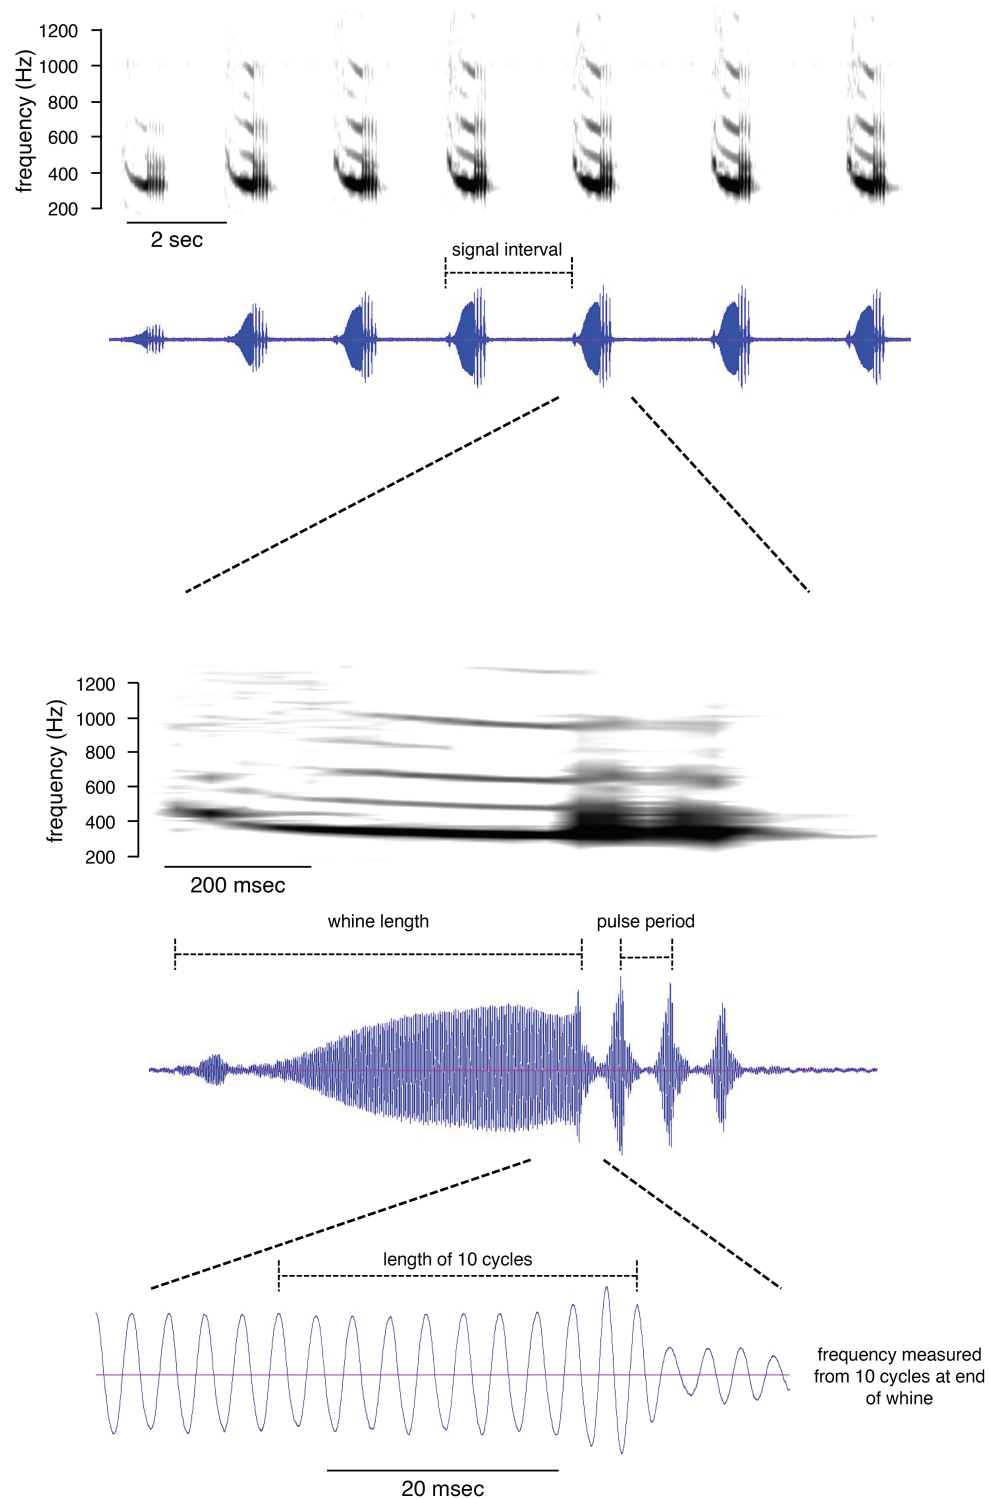 frequency (Hz)
1200
1000
800
600
400
200
2 sec
signal interval
frequency (Hz)
1200
1000
800
600
400
200
200 msec
whine length
pulse period
length of 10 cycles
frequency measured
from 10 cycles at end
of whine
20 msec